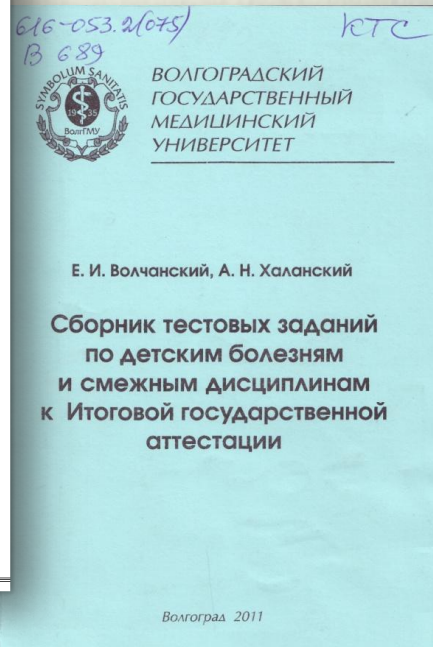 616-053.2(075)
В 689
КТС
SYMBOLUM SANITATIS
1935
ВолгГМУ
ВОЛГОГРАДСКИЙ
ГОСУДАРСТВЕННЫЙ
МЕДИЦИНСКИЙ
УНИВЕРСИТЕТ
Е. И. Волчанский, А. Н. Халанский
Сборник тестовых заданий
по детским болезням
и смежным дисциплинам
к Итоговой государственной
аттестации
Волгоград 2011